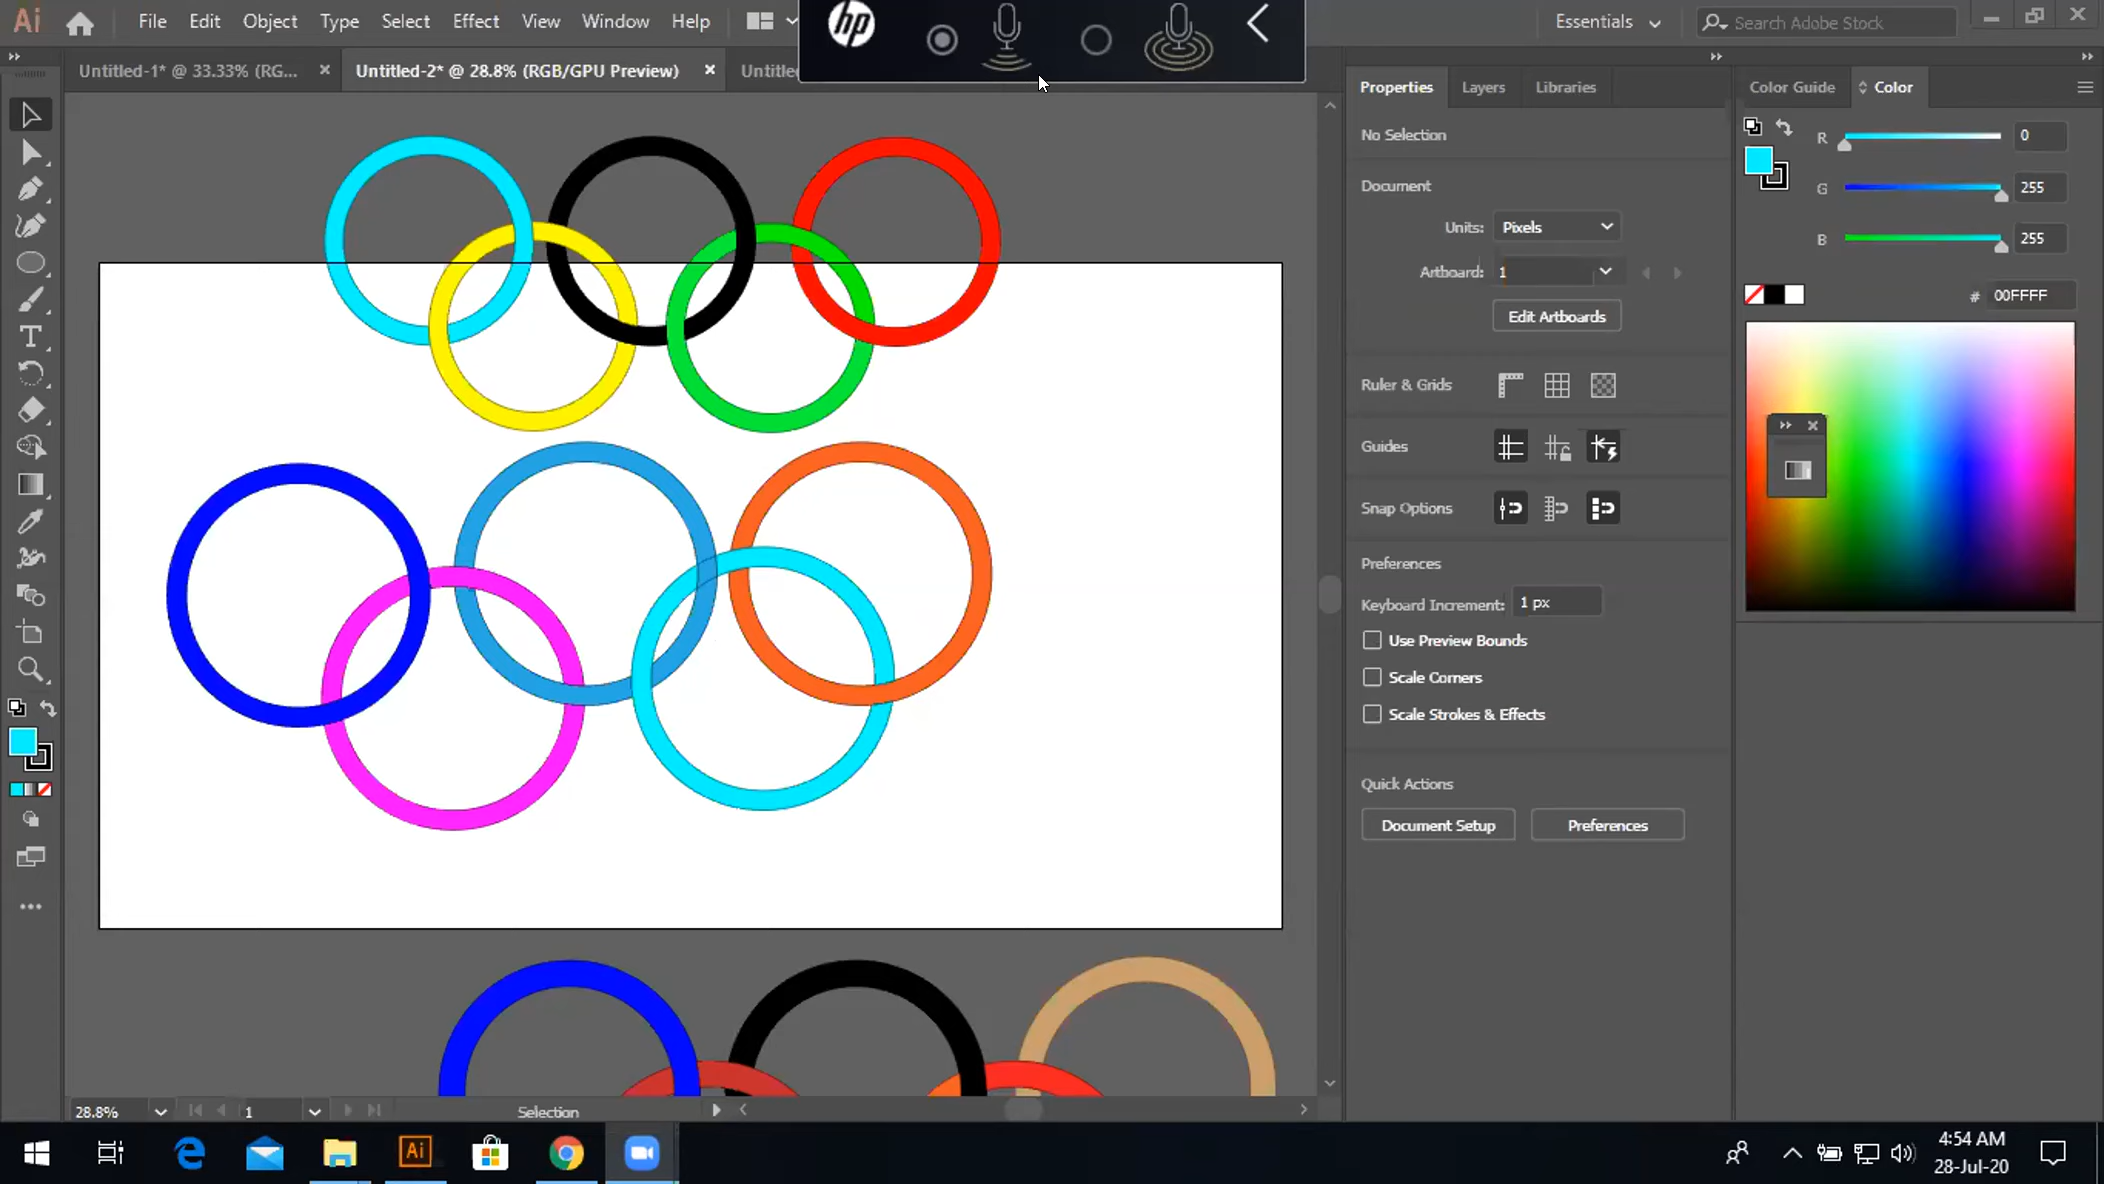 Ai File Edit Object Type Select Effect View Window Help
hp
Essentials
Search Adobe Stock
Untitled-1* @ 33.33% (RG...
Untitled-2* @ 28.8% (RGB/GPU Preview)
Untitled
Properties Layers Libraries
Color Guide Color
No Selection
Document
Units: Pixels
Artboard: 1
Edit Artboards
Ruler & Grids
Guides
Snap Options
Preferences
Keyboard Increment: 1 px
Use Preview Bounds
Scale Corners
Scale Strokes & Effects
Quick Actions
Document Setup Preferences
R 0
G 255
B 255
# 00FFFF
T
28.8% 1 Selection
Ai
4:54 AM
28-Jul-20